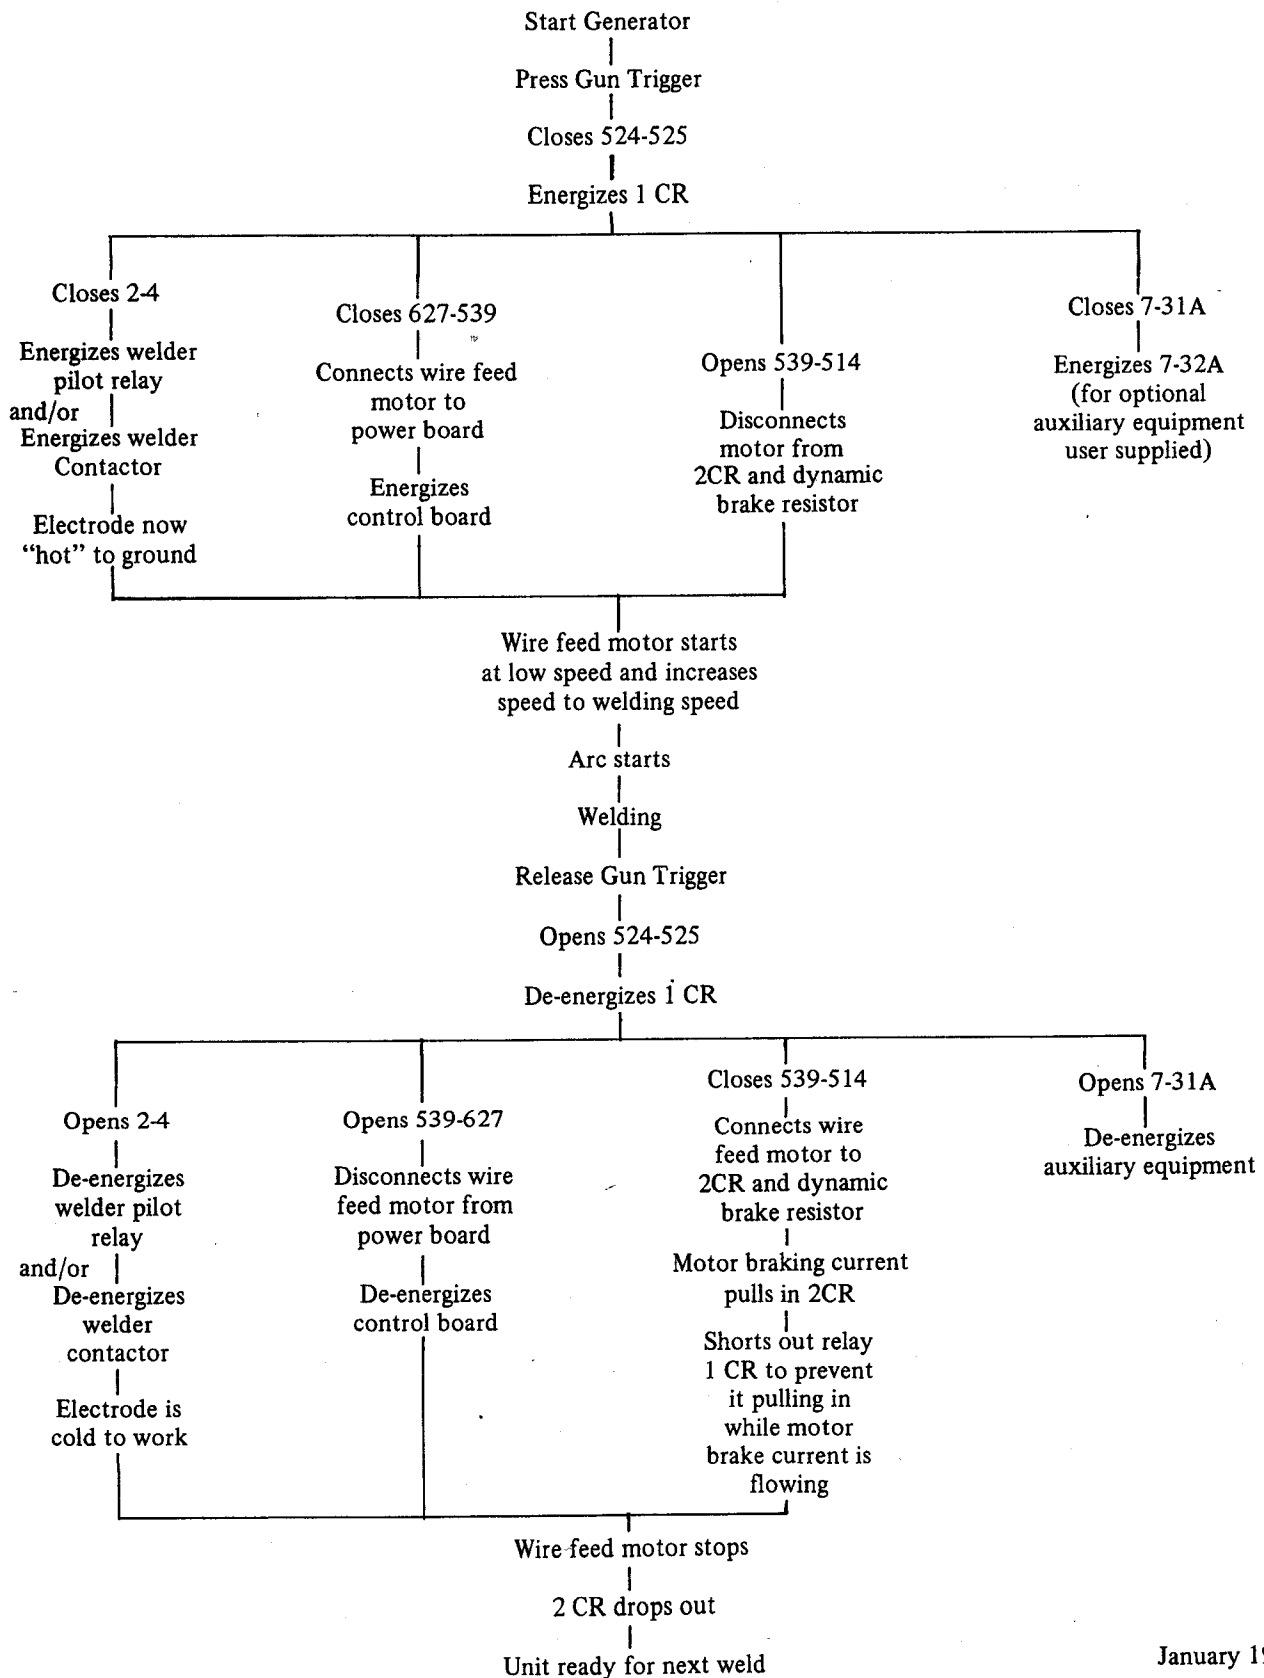 Start Generator
Press Gun Trigger
Closes 524-525
Energizes 1 CR
Closes 2-4
Energizes welder
pilot relay
and/or
Energizes welder
Contactor
Electrode now
“hot” to ground
Closes 627-539
Connects wire feed
motor to
power board
Energizes
control board
Opens 539-514
Disconnects
motor from
2CR and dynamic
brake resistor
Closes 7-31A
Energizes 7-32A
(for optional
auxiliary equipment
user supplied)
Wire feed motor starts
at low speed and increases
speed to welding speed
Arc starts
Welding
Release Gun Trigger
Opens 524-525
De-energizes 1 CR
Opens 2-4
De-energizes
welder pilot
relay
and/or
De-energizes
welder
contactor
Electrode is
cold to work
Opens 539-627
Disconnects wire
feed motor from
power board
De-energizes
control board
Closes 539-514
Connects wire
feed motor to
2CR and dynamic
brake resistor
Motor braking current
pulls in 2CR
Shorts out relay
1 CR to prevent
it pulling in
while motor
brake current is
flowing
Opens 7-31A
De-energizes
auxiliary equipment
Wire feed motor stops
2 CR drops out
Unit ready for next weld
January